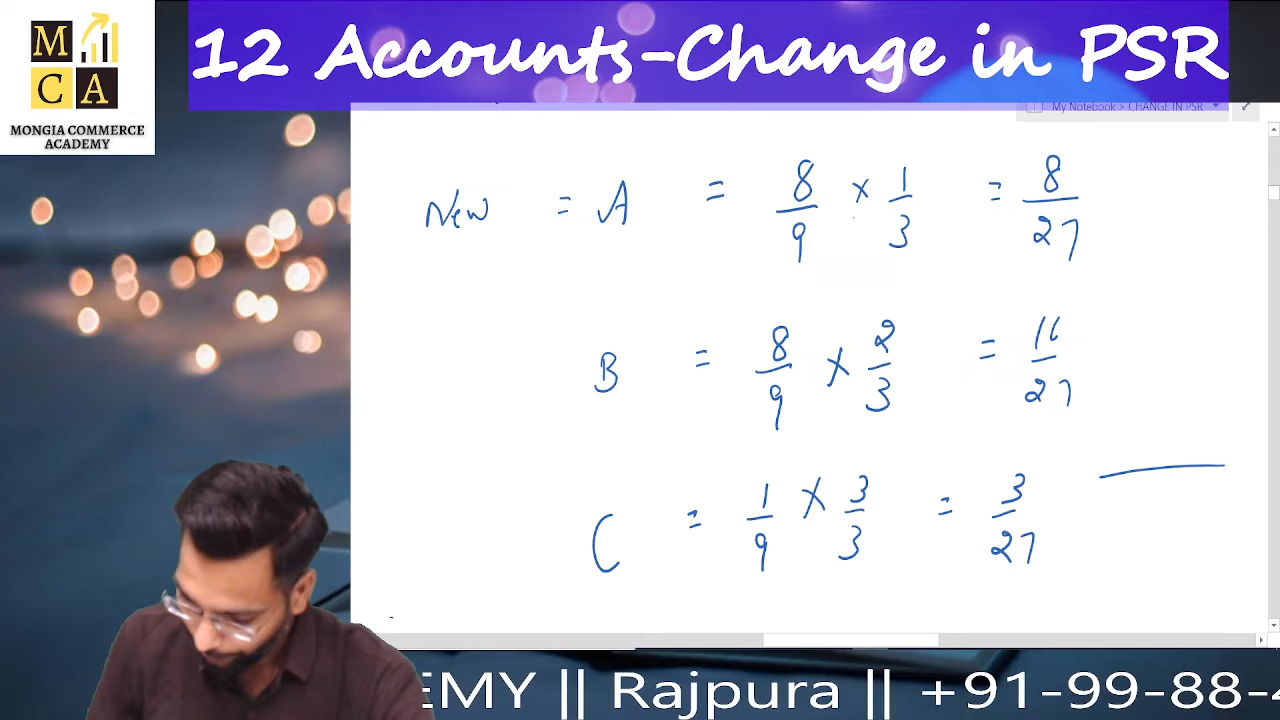 M
C A
MONGIA COMMERCE
ACADEMY
12 Accounts-Change in PSR
My Notebook > CHANGE IN PSR
New = A = 8/9 × 1/3 = 8/27
B = 8/9 × 2/3 = 16/27
C = 1/9 × 3/3 = 3/27
EMY || Rajpura || +91-99-88-